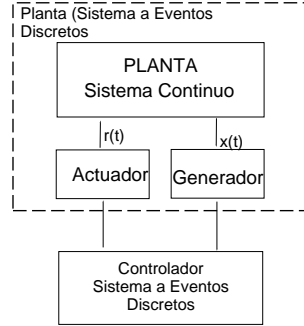 Planta (Sistema a Eventos
Discretos
PLANTA
Sistema Continuo
r(t)
x(t)
Actuador
Generador
Controlador
Sistema a Eventos
Discretos